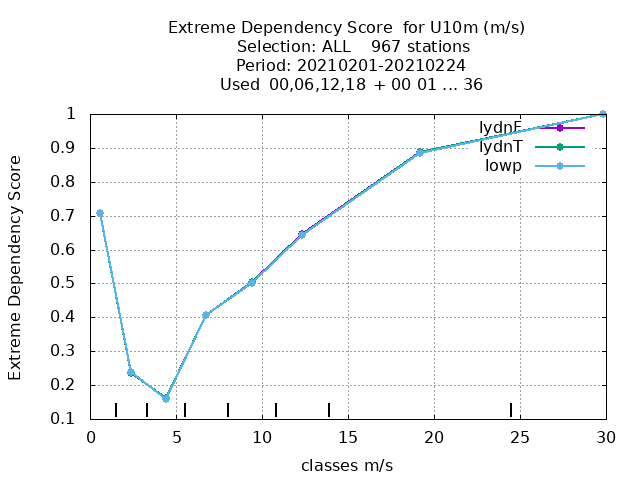 Extreme Dependency Score  for U10m (m/s)
Selection: ALL    967 stations
Period: 20210201-20210224
Used  00,06,12,18  + 00 01 ... 36
Extreme Dependency Score
1
0.9
0.8
0.7
0.6
0.5
0.4
0.3
0.2
0.1
lydnF
lydnT
lowp
0 5 10 15 20 25 30
classes m/s